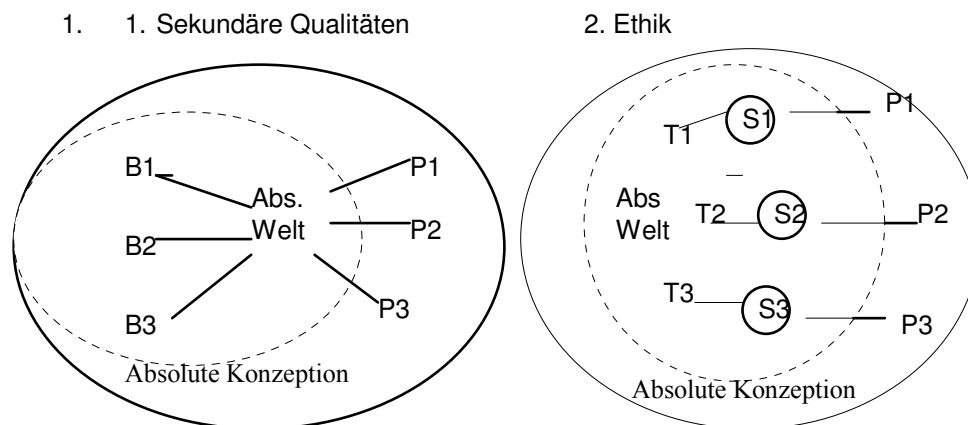 1. 1. Sekundäre Qualitäten
B1
B2
B3
Abs.
Welt
P1
P2
P3
Absolute Konzeption
2. Ethik
T1
S1
P1
Abs
Welt
T2
S2
P2
T3
S3
P3
Absolute Konzeption